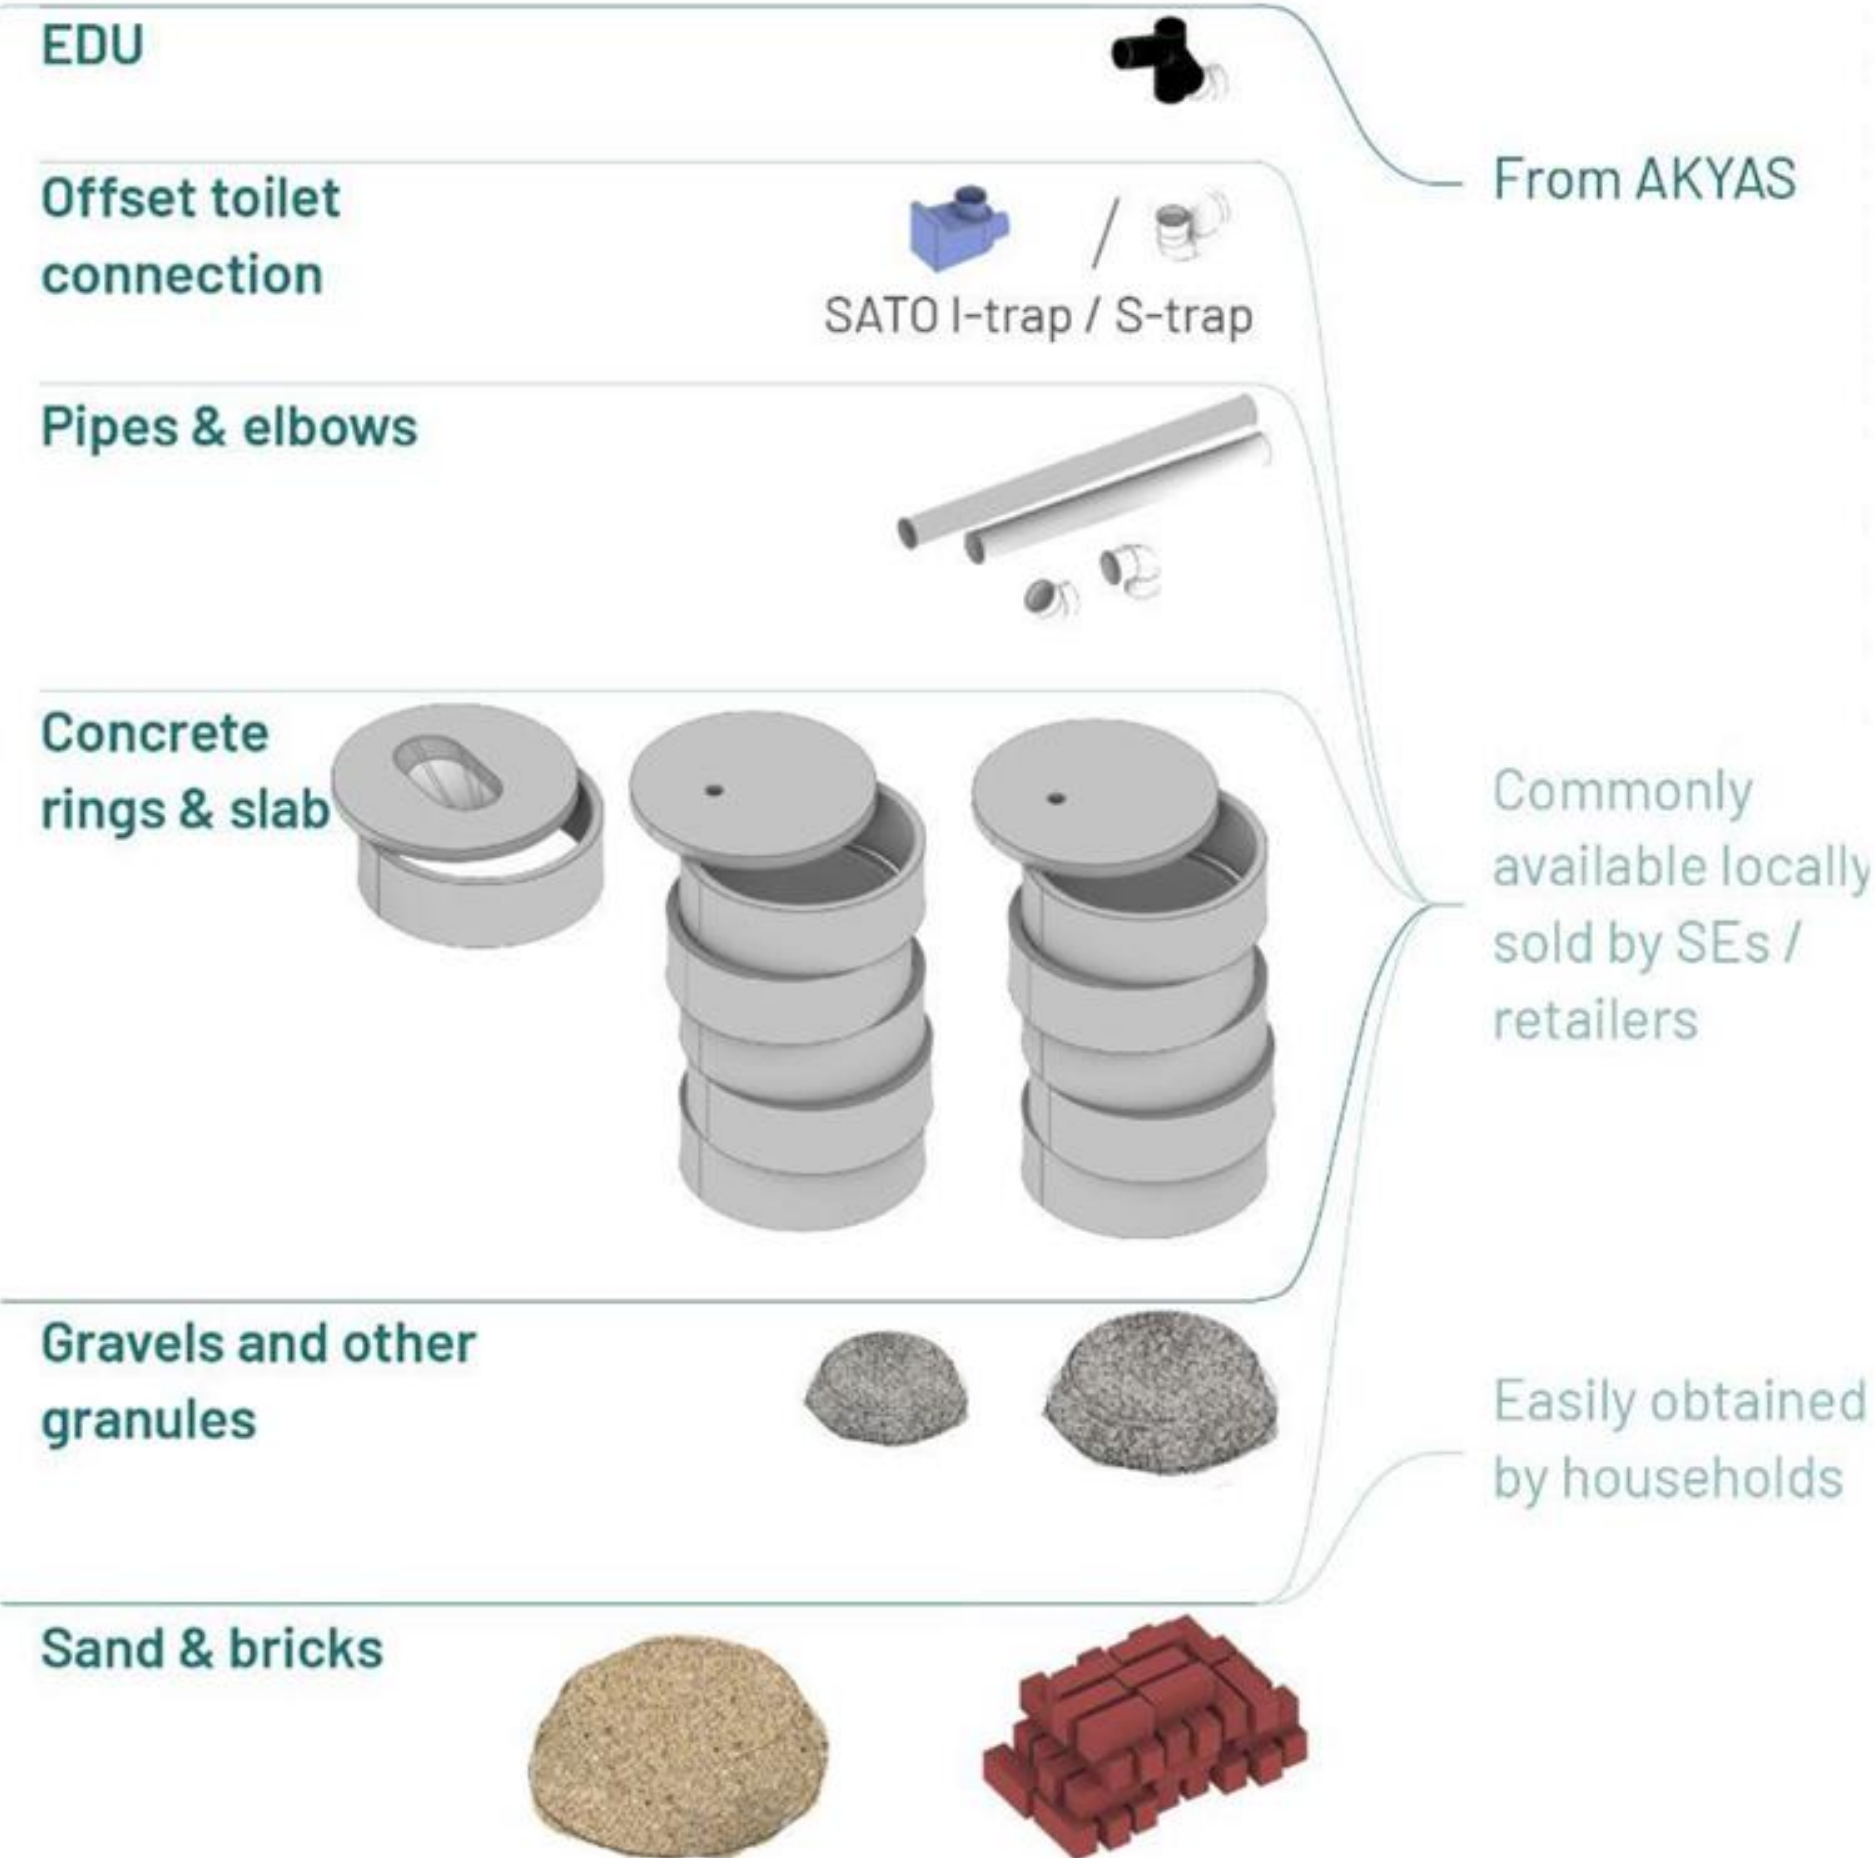 EDU
From AKYAS
Offset toilet
connection
SATO I-trap / S-trap
Pipes & elbows
Concrete
rings & slab
Commonly
available locally
sold by SEs /
retailers
Gravels and other
granules
Easily obtained
by households
Sand & bricks